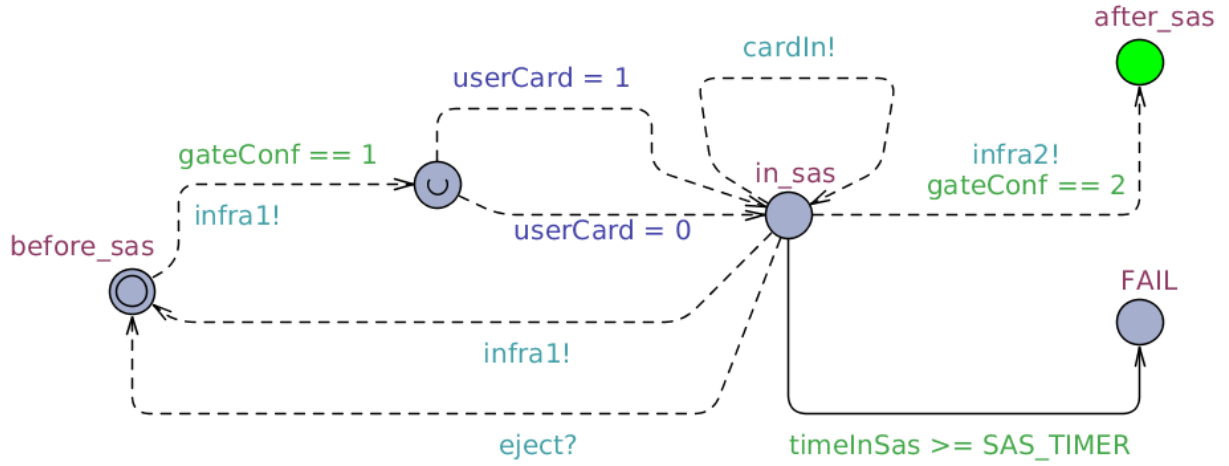 after_sas
cardIn!
userCard = 1
gateConf == 1
infra2!
in_sas
gateConf == 2
infra1!
userCard = 0
before_sas
FAIL
infra1!
eject?
timeInSas >= SAS_TIMER